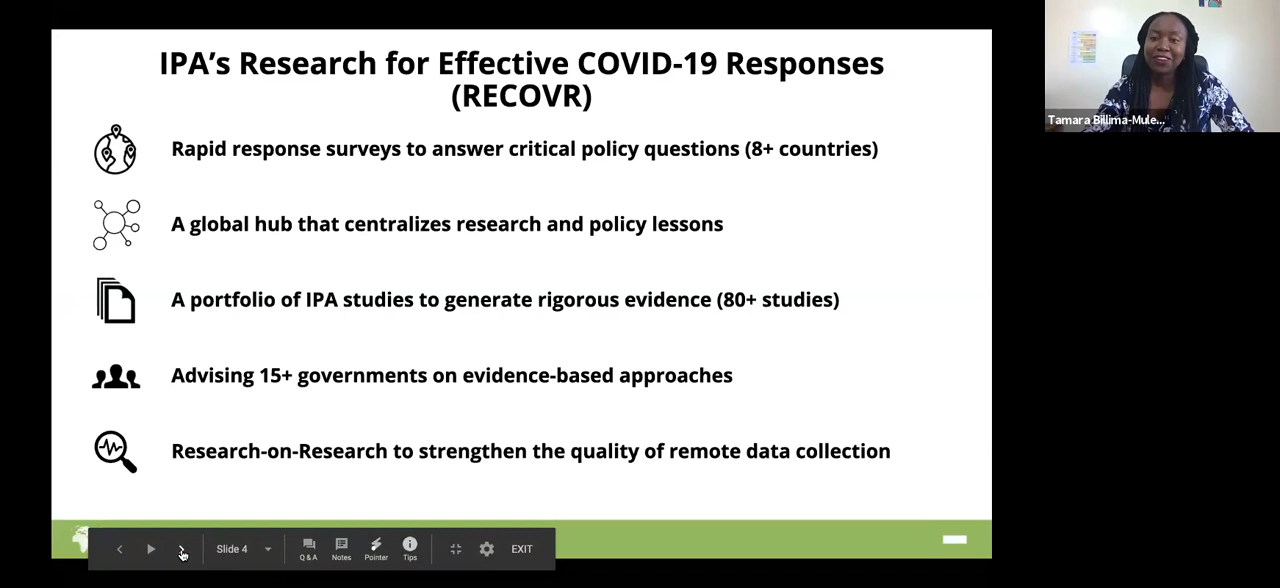 IPA's Research for Effective COVID-19 Responses
(RECOVR)
Rapid response surveys to answer critical policy questions (8+ countries)
A global hub that centralizes research and policy lessons
A portfolio of IPA studies to generate rigorous evidence (80+ studies)
Advising 15+ governments on evidence-based approaches
Research-on-Research to strengthen the quality of remote data collection
Tamara Billima-Mule...
Slide 4
Q & A
Notes
Pointer
Tips
EXIT